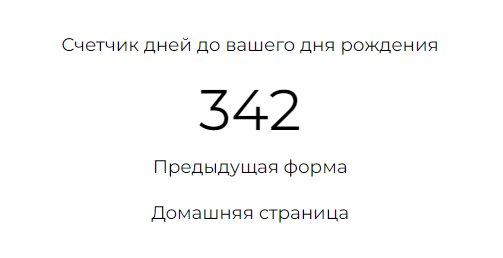 Счетчик дней до вашего дня рождения
342
Предыдущая форма
Домашняя страница